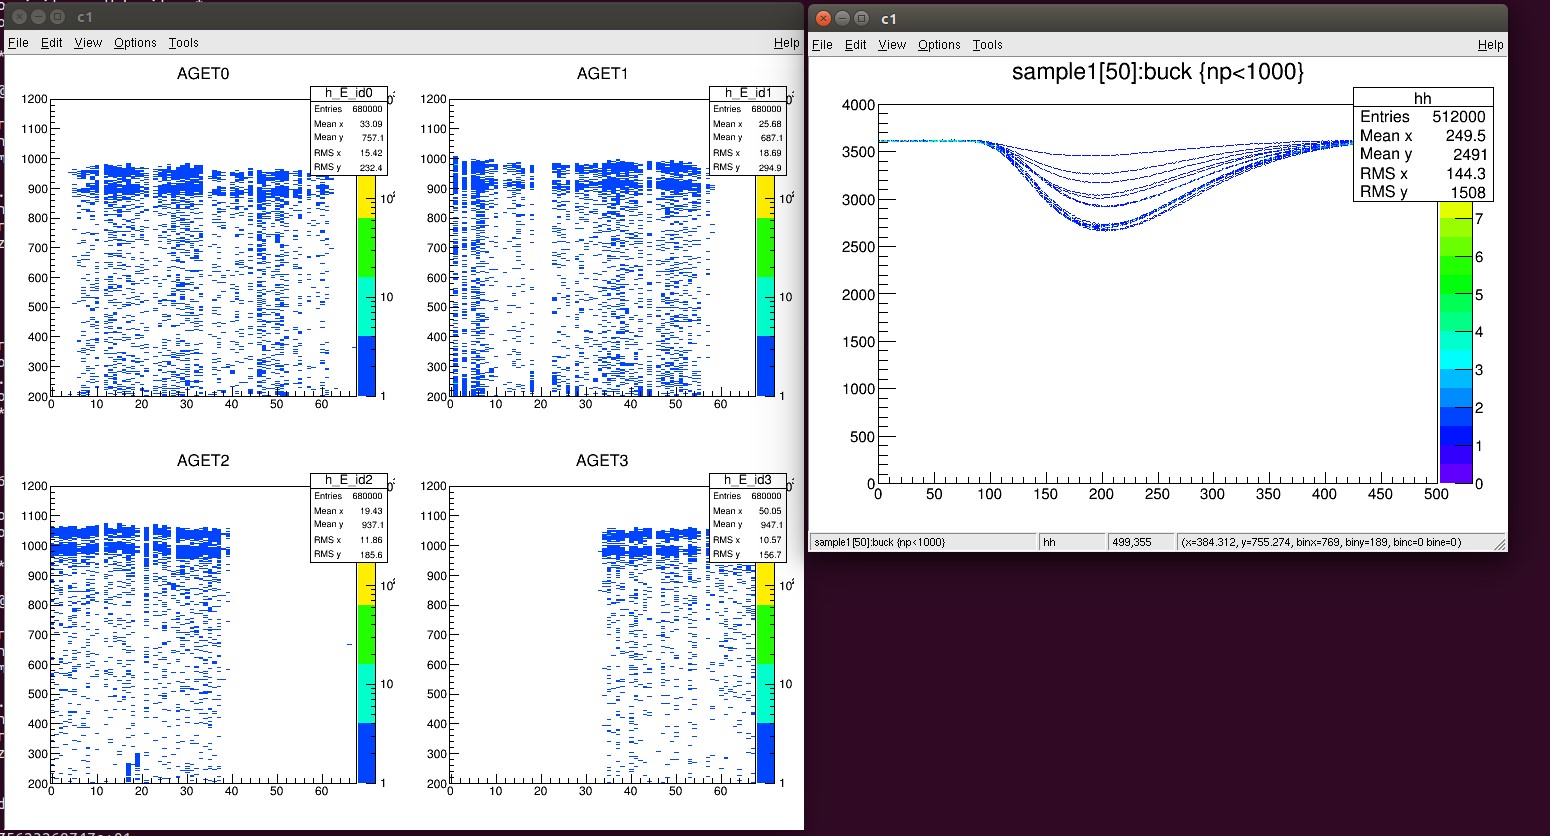 c1
File Edit View Options Tools Help
AGET0
h_E_id0
Entries 680000
Mean x 33.09
Mean y 757.1
RMS x 15.42
RMS y 232.4
1200
1100
1000
900
800
700
600
500
400
300
200
0 10 20 30 40 50 60
10
1
AGET1
h_E_id1
Entries 680000
Mean x 25.68
Mean y 687.1
RMS x 18.69
RMS y 294.9
1200
1100
1000
900
800
700
600
500
400
300
200
0 10 20 30 40 50 60
10
1
AGET2
h_E_id2
Entries 680000
Mean x 19.43
Mean y 937.1
RMS x 11.86
RMS y 185.6
1200
1100
1000
900
800
700
600
500
400
300
200
0 10 20 30 40 50 60
10
1
AGET3
h_E_id3
Entries 680000
Mean x 50.05
Mean y 947.1
RMS x 10.57
RMS y 156.7
1200
1100
1000
900
800
700
600
500
400
300
200
0 10 20 30 40 50 60
10
1
c1
File Edit View Options Tools Help
sample1[50]:buck {np<1000}
hh
Entries 512000
Mean x 249.5
Mean y 2491
RMS x 144.3
RMS y 1508
4000
3500
3000
2500
2000
1500
1000
500
0
0 50 100 150 200 250 300 350 400 450 500
7
6
5
4
3
2
1
0
sample1[50]:buck {np<1000} hh 499,355 (x=384.312, y=755.274, binx=769, biny=189, binc=0 bine=0)